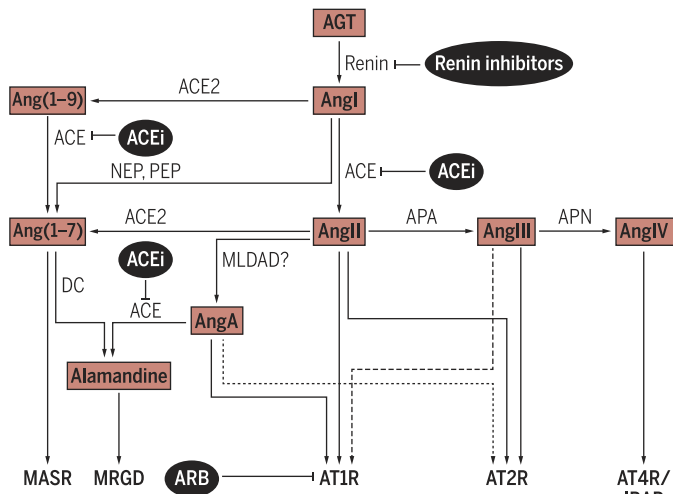 AGT
Renin
Renin inhibitors
Ang(1–9)
ACE2
AngI
ACE
ACEi
NEP, PEP
ACE
ACEi
Ang(1–7)
ACE2
AngII
APA
AngIII
APN
AngIV
ACEi
MLDAD?
DC
ACE
AngA
Alamandine
MASR
MRGD
ARB
AT1R
AT2R
AT4R/